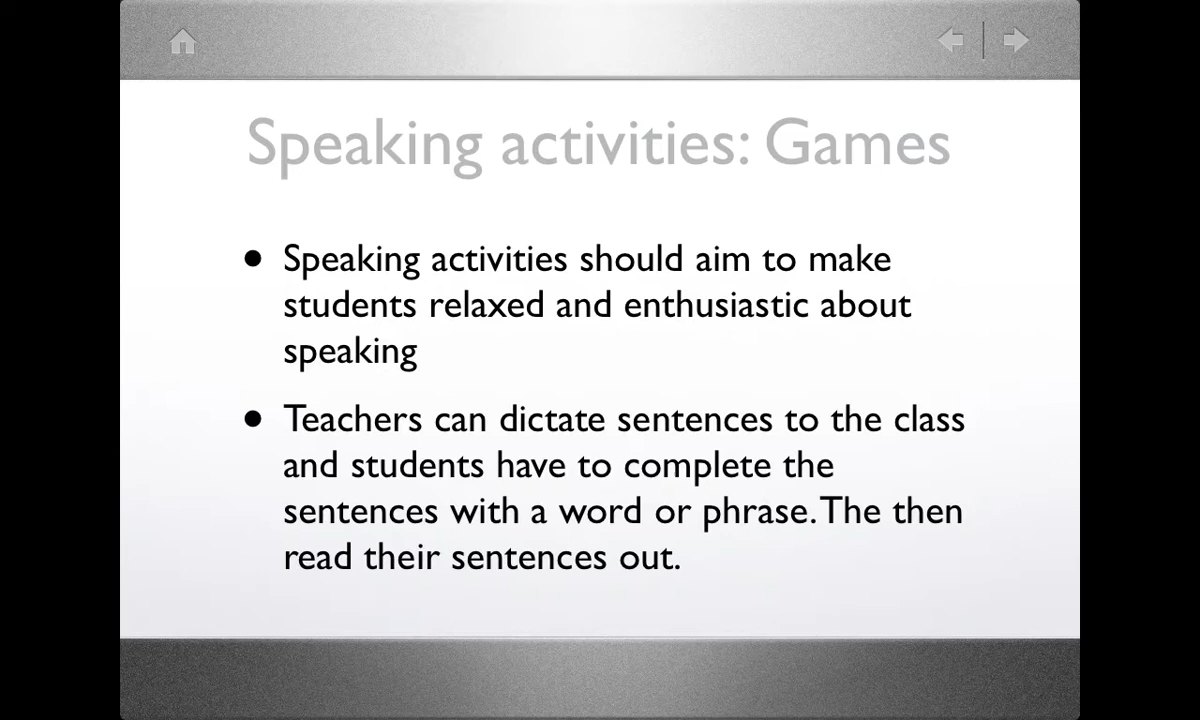 Speaking activities: Games
• Speaking activities should aim to make
students relaxed and enthusiastic about
speaking
• Teachers can dictate sentences to the class
and students have to complete the
sentences with a word or phrase. The then
read their sentences out.